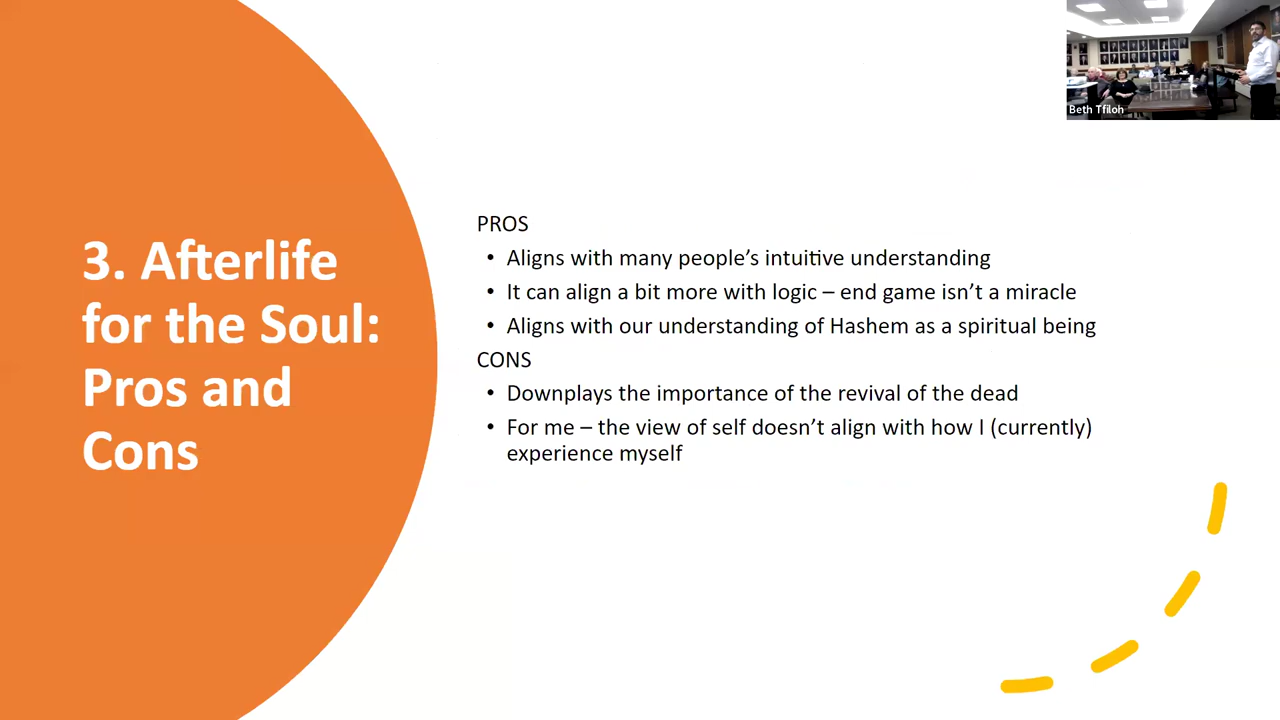 3. Afterlife
for the Soul:
Pros and
Cons
PROS
• Aligns with many people’s intuitive understanding
• It can align a bit more with logic – end game isn’t a miracle
• Aligns with our understanding of Hashem as a spiritual being
CONS
• Downplays the importance of the revival of the dead
• For me – the view of self doesn’t align with how I (currently)
experience myself
Beth Tfiloh